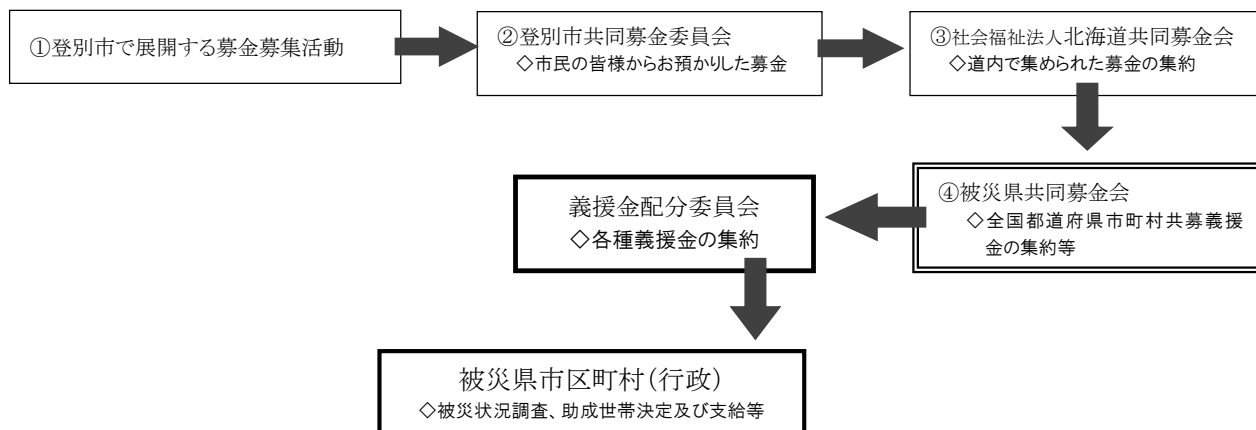 ①登別市で展開する募金募集活動
②登別市共同募金委員会
◇市民の皆様からお預かりした募金
③社会福祉法人北海道共同募金会
◇道内で集められた募金の集約
④被災県共同募金会
◇全国都道府県市町村共募義援
金の集約等
義援金配分委員会
◇各種義援金の集約
被災県市区町村(行政)
◇被災状況調査、助成世帯決定及び支給等